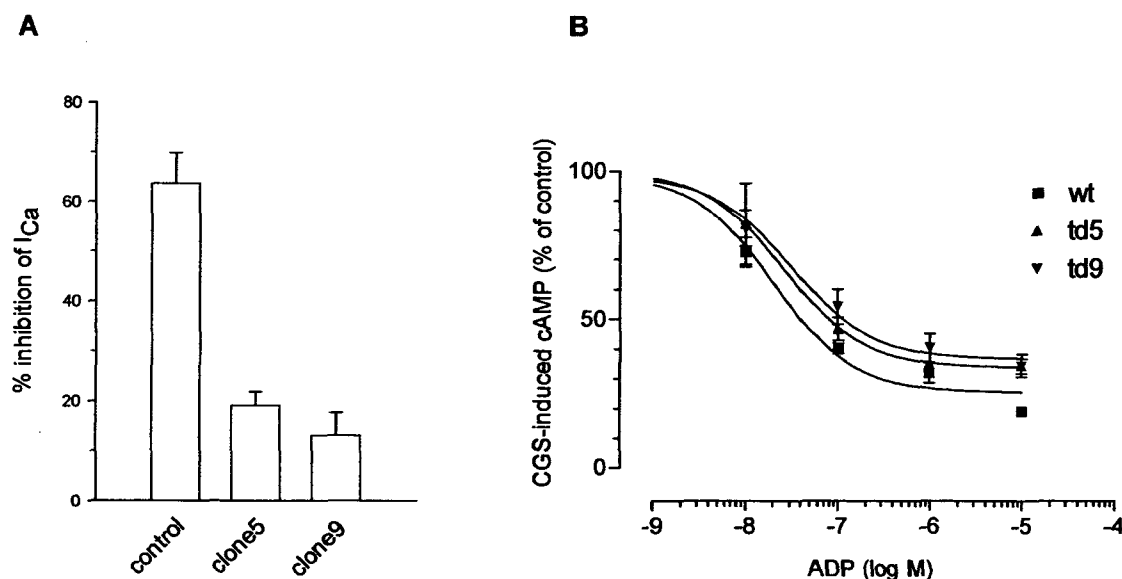 A
% inhibition of ICa
80
60
40
20
0
control
clone5
clone9
B
CGS-induced cAMP (% of control)
100
50
0
wt
td5
td9
-9
-8
-7
-6
-5
-4
ADP (log M)